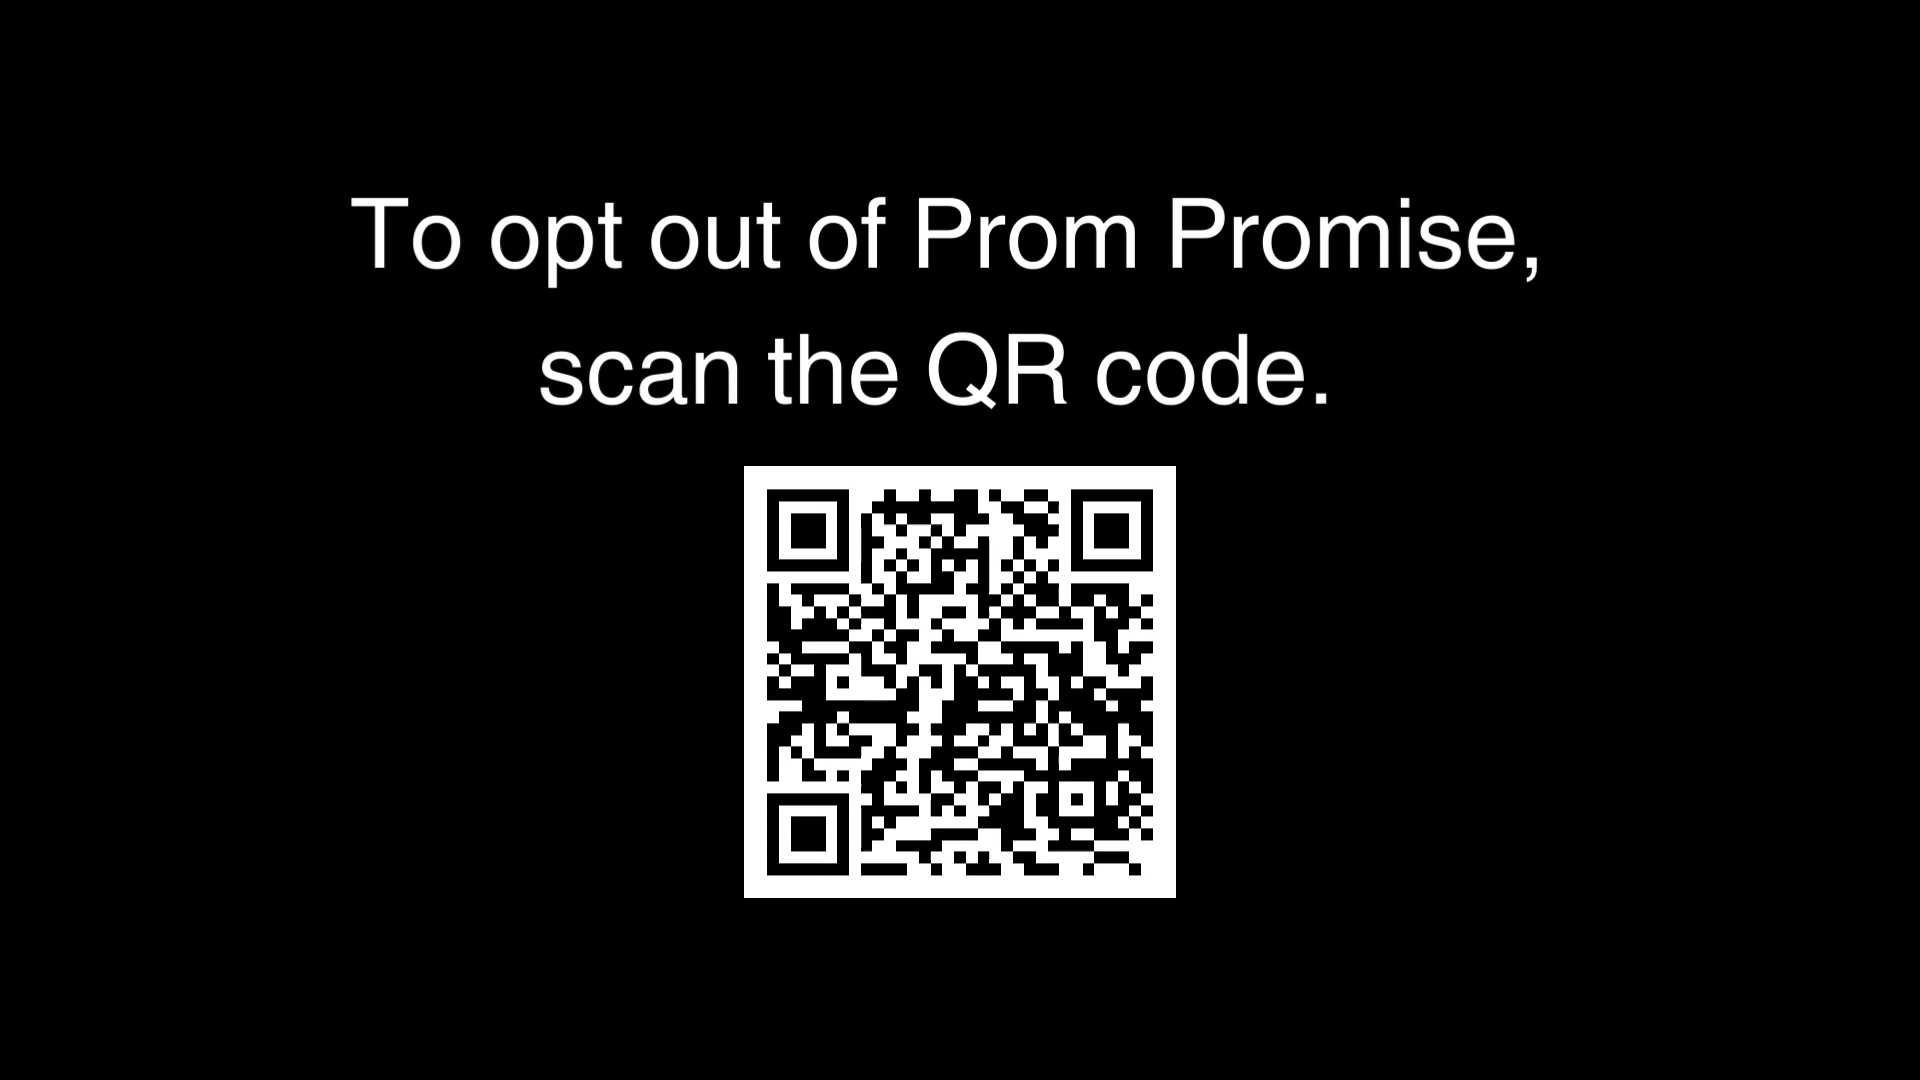 To opt out of Prom Promise,
scan the QR code.